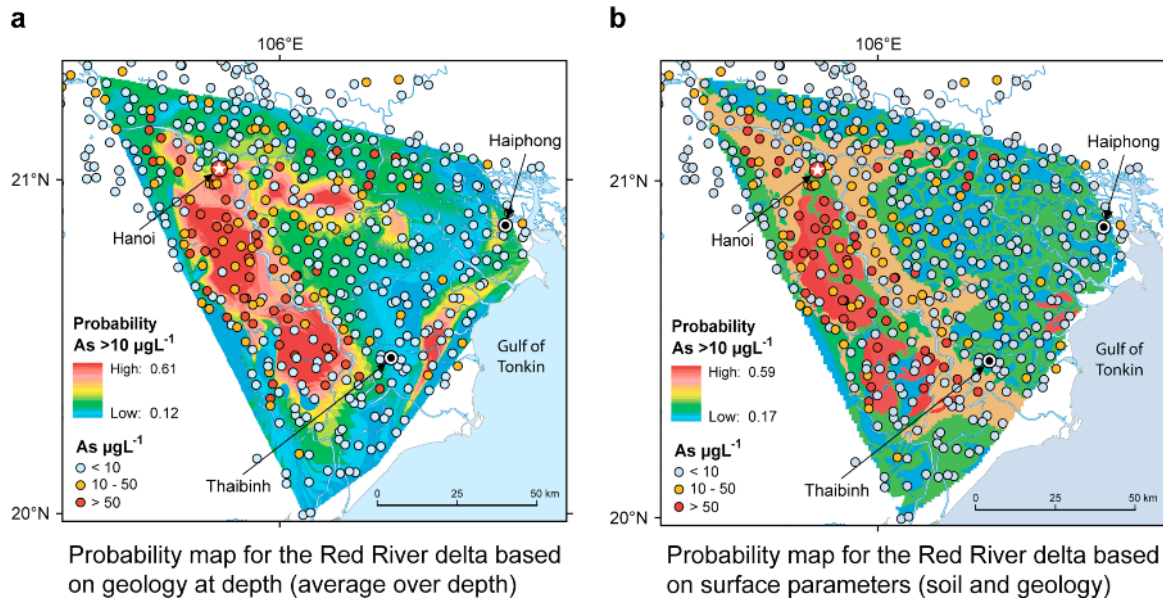 a
106°E
Haiphong
21°N
Hanoi
Probability
As >10 µgL⁻¹
High: 0.61
Low: 0.12
Gulf of
Tonkin
As µgL⁻¹
< 10
10 - 50
> 50
Thaibinh
0 25 50 km
20°N
Probability map for the Red River delta based
on geology at depth (average over depth)
b
106°E
Haiphong
21°N
Hanoi
Probability
As >10 µgL⁻¹
High: 0.59
Low: 0.17
Gulf of
Tonkin
As µgL⁻¹
< 10
10 - 50
> 50
Thaibinh
0 25 50 km
20°N
Probability map for the Red River delta based
on surface parameters (soil and geology)